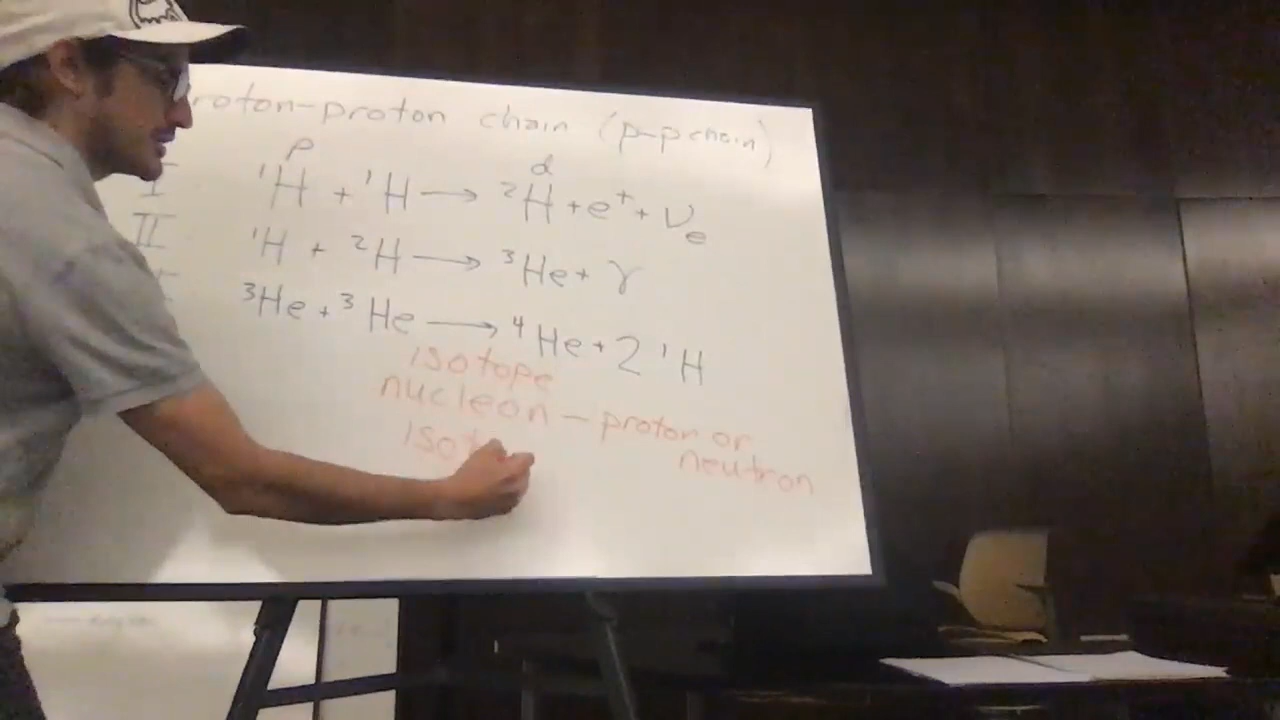 roton-proton chain (p-p chain)
p d
I ¹H + ¹H → ²H + e⁺ + νₑ
II ¹H + ²H → ³He + γ
³He + ³He → ⁴He + 2 ¹H
isotope
nucleon - proton or
neutron
isot